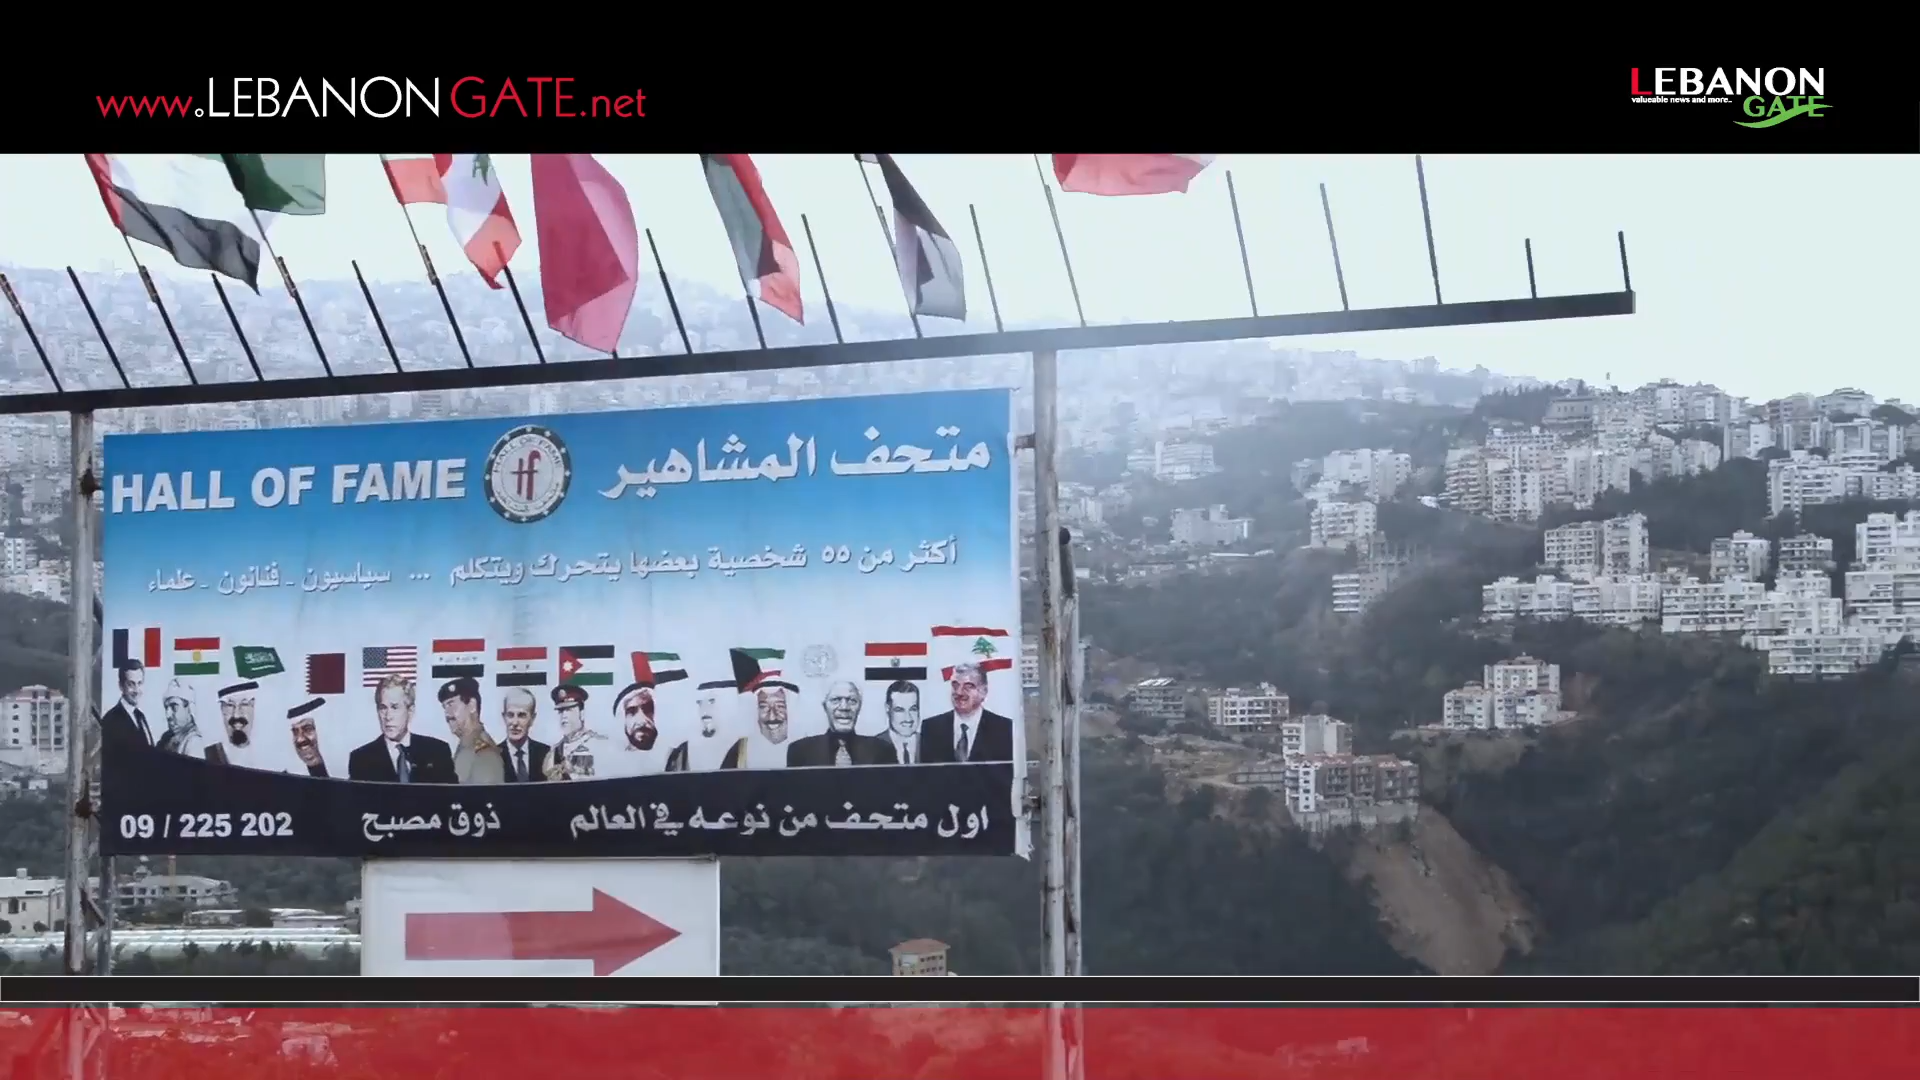 www.LEBANONGATE.net
LEBANON
valueable news and more..
GATE
HALL OF FAME
متحف المشاهير
أكثر من ٥٥ شخصية بعضها يتحرك ويتكلم ... سياسيون - فنانون - علماء
اول متحف من نوعه في العالم
ذوق مصبح
09 / 225 202